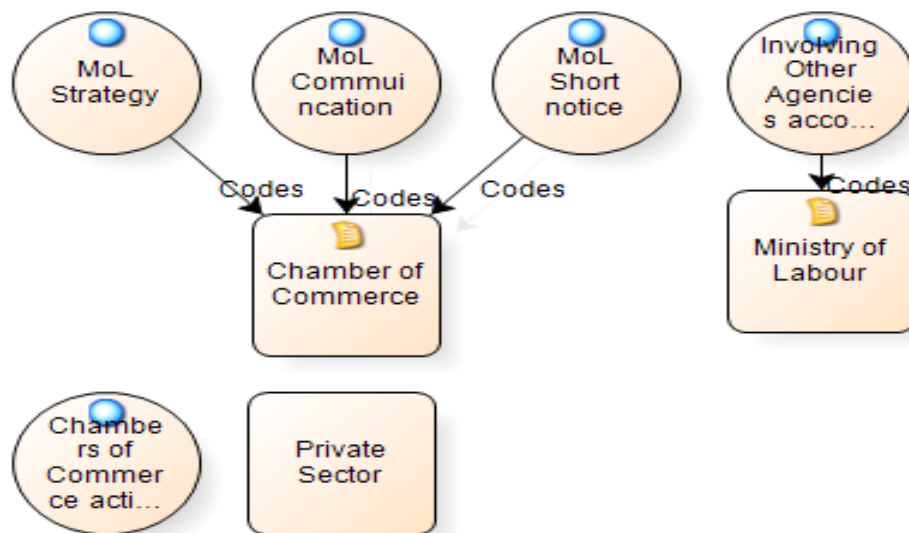 MoL
Strategy
MoL
Commui
ncation
MoL
Short
notice
Involving
Other
Agencie
s acco...
Codes
Codes
Codes
Codes
Chamber of
Commerce
Ministry of
Labour
Chambe
rs of
Commer
ce acti...
Private
Sector